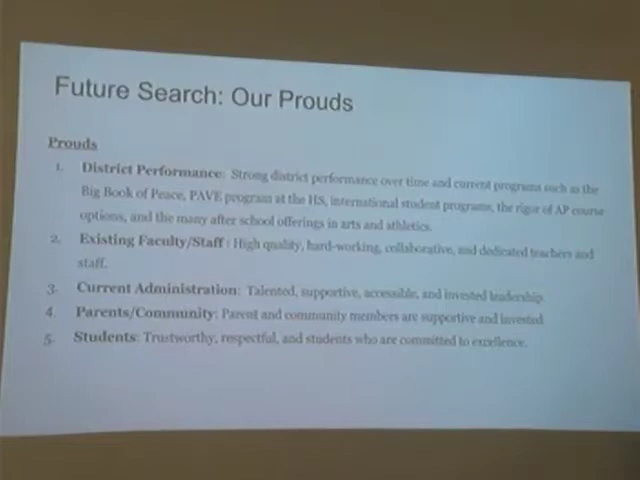 Future Search: Our Prouds
Prouds
1. District Performance: Strong district performance over time and current programs such as the
Big Book of Peace, PAVE program at the HS, international student programs, the rigor of AP course
options, and the many after school offerings in arts and athletics.
2. Existing Faculty/Staff : High quality, hard-working, collaborative, and dedicated teachers and
staff.
3. Current Administration: Talented, supportive, accessible, and invested leadership.
4. Parents/Community: Parent and community members are supportive and invested
5. Students: Trustworthy, respectful, and students who are committed to excellence.